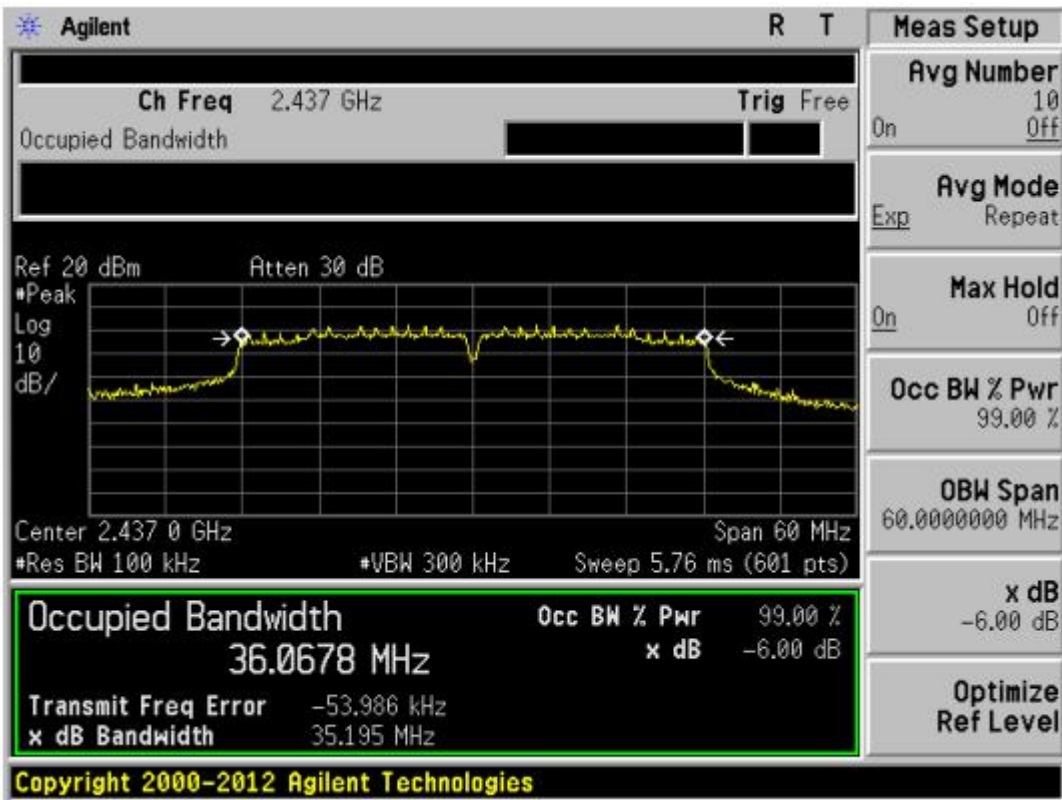 Agilent R T
Ch Freq 2.437 GHz Trig Free
Occupied Bandwidth
Ref 20 dBm Atten 30 dB
#Peak
Log
10
dB/
Center 2.437 0 GHz Span 60 MHz
#Res BW 100 kHz #VBW 300 kHz Sweep 5.76 ms (601 pts)
Occupied Bandwidth Occ BW % Pwr 99.00 %
36.0678 MHz x dB -6.00 dB
Transmit Freq Error -53.986 kHz
x dB Bandwidth 35.195 MHz
Copyright 2000-2012 Agilent Technologies
Meas Setup
Avg Number
10
On Off
Avg Mode
Exp Repeat
Max Hold
On Off
Occ BW % Pwr
99.00 %
OBW Span
60.0000000 MHz
x dB
-6.00 dB
Optimize
Ref Level